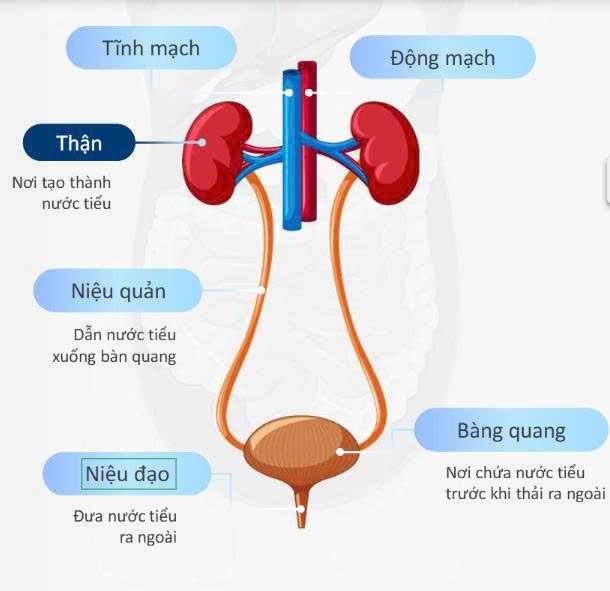 Tĩnh mạch
Động mạch
Thận
Nơi tạo thành
nước tiểu
Niệu quản
Dẫn nước tiểu
xuống bàn quang
Bàng quang
Nơi chứa nước tiểu
trước khi thải ra ngoài
Niệu đạo
Đưa nước tiểu
ra ngoài